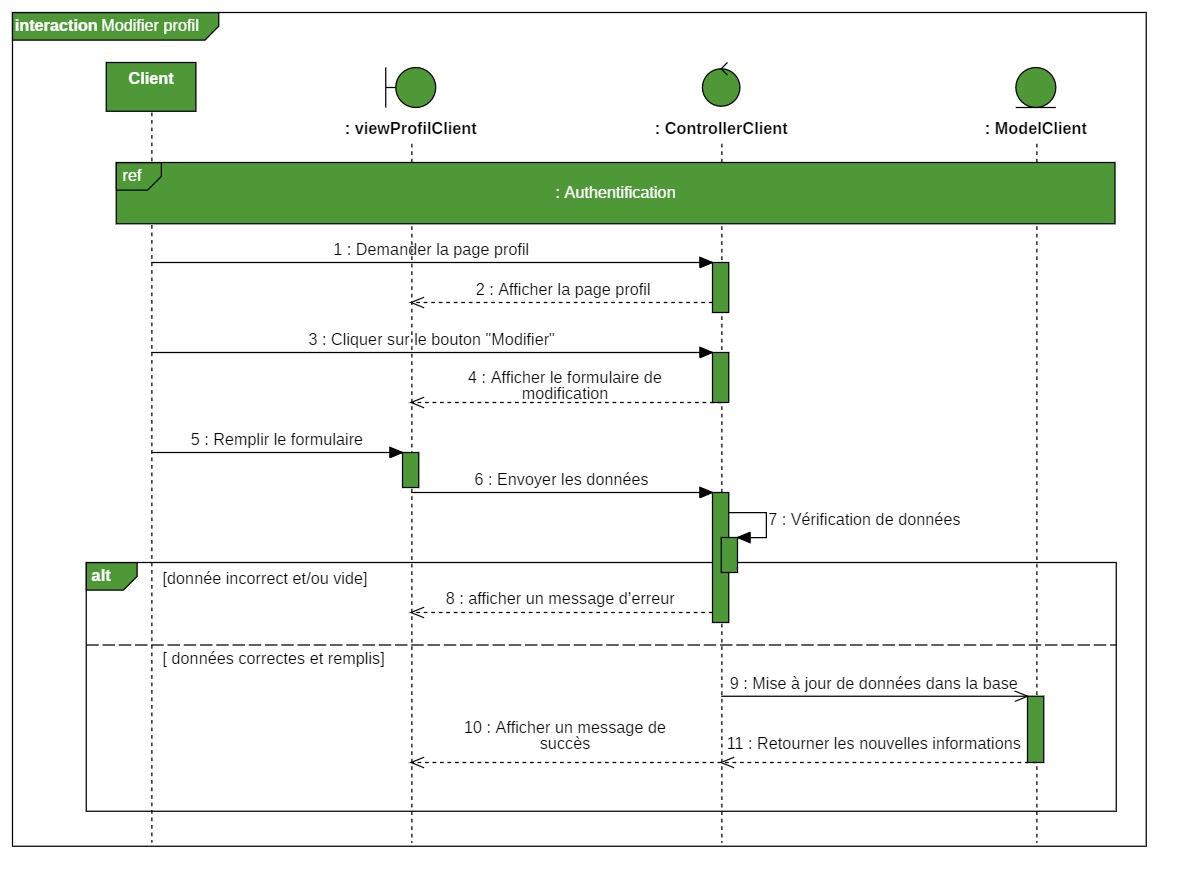 interaction Modifier profil
Client
: viewProfilClient
: ControllerClient
: ModelClient
ref
: Authentification
1 : Demander la page profil
2 : Afficher la page profil
3 : Cliquer sur le bouton "Modifier"
4 : Afficher le formulaire de
modification
5 : Remplir le formulaire
6 : Envoyer les données
7 : Vérification de données
alt
[donnée incorrect et/ou vide]
8 : afficher un message d'erreur
[ données correctes et remplis]
9 : Mise à jour de données dans la base
10 : Afficher un message de
succès
11 : Retourner les nouvelles informations